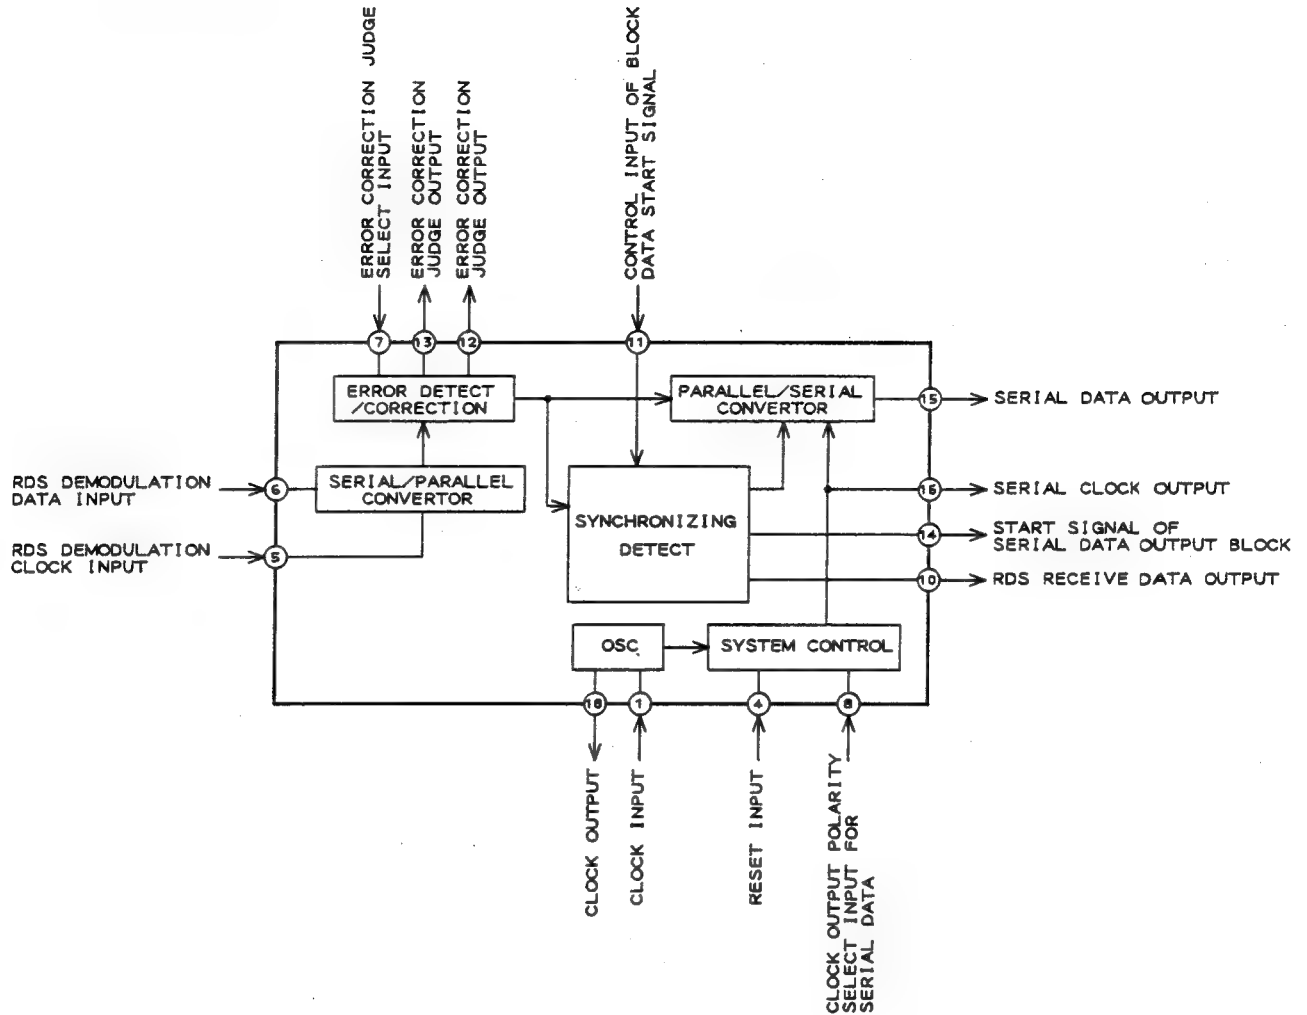 ERROR CORRECTION JUDGE
SELECT INPUT
ERROR CORRECTION
JUDGE OUTPUT
ERROR CORRECTION
JUDGE OUTPUT
CONTROL INPUT OF BLOCK
DATA START SIGNAL
7
13
12
11
ERROR DETECT
/CORRECTION
PARALLEL/SERIAL
CONVERTOR
15
SERIAL DATA OUTPUT
RDS DEMODULATION
DATA INPUT
6
SERIAL/PARALLEL
CONVERTOR
16
SERIAL CLOCK OUTPUT
SYNCHRONIZING
DETECT
14
START SIGNAL OF
SERIAL DATA OUTPUT BLOCK
RDS DEMODULATION
CLOCK INPUT
5
10
RDS RECEIVE DATA OUTPUT
OSC
SYSTEM CONTROL
1
4
8
CLOCK OUTPUT
CLOCK INPUT
RESET INPUT
CLOCK OUTPUT POLARITY
SELECT INPUT FOR
SERIAL DATA